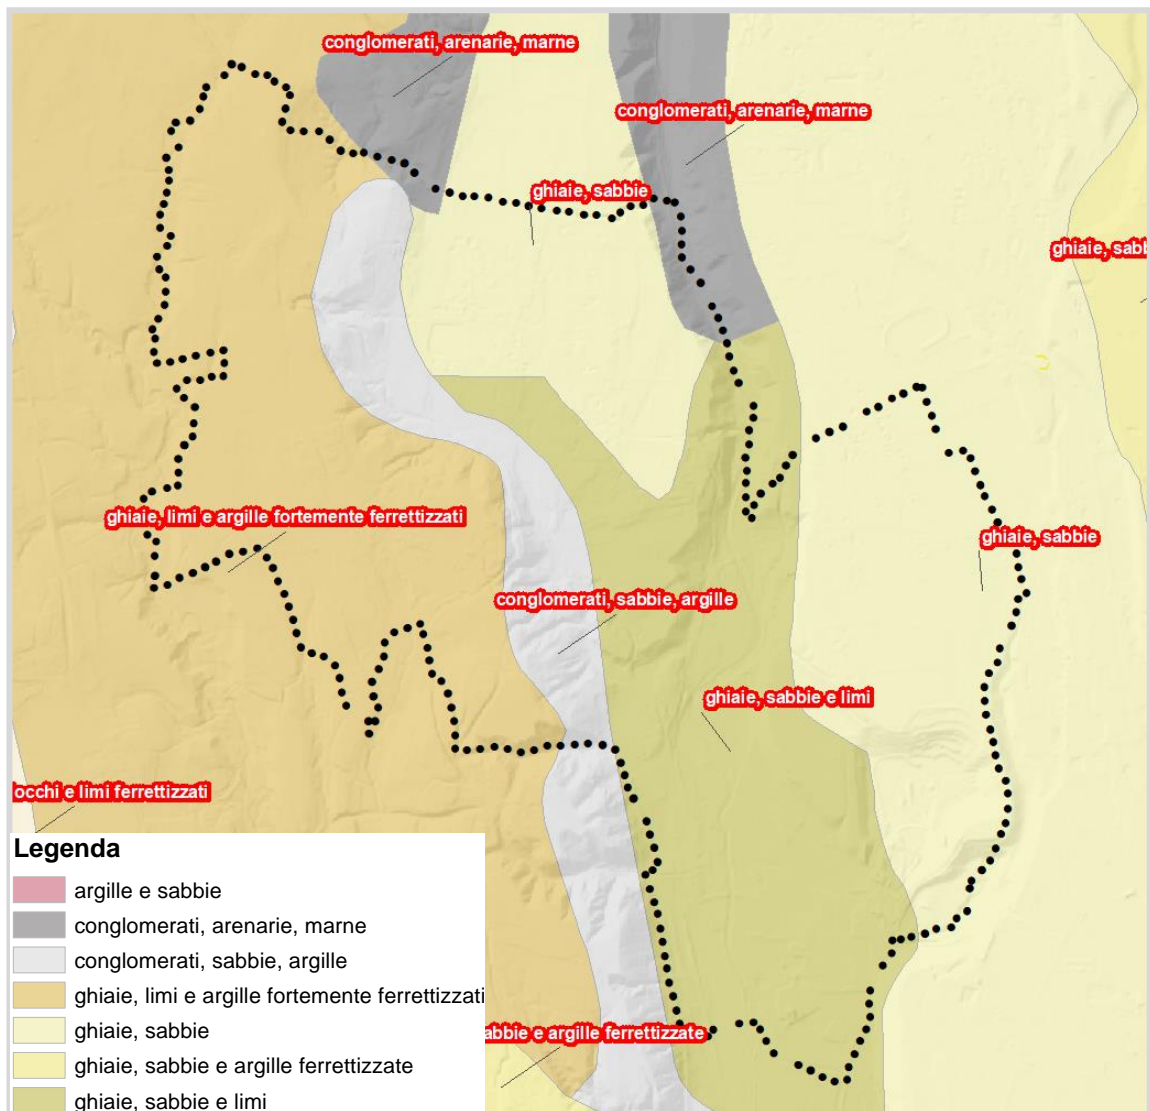 conglomerati, arenarie, marne
conglomerati, arenarie, marne
ghiaie, sabbie
ghiaie, sabb
ghiaie, limi e argille fortemente ferrettizzati
ghiaie, sabbie
conglomerati, sabbie, argille
ghiaie, sabbie e limi
occhi e limi ferrettizzati
abbie e argille ferrettizzate
Legenda
argille e sabbie
conglomerati, arenarie, marne
conglomerati, sabbie, argille
ghiaie, limi e argille fortemente ferrettizzati
ghiaie, sabbie
ghiaie, sabbie e argille ferrettizzate
ghiaie, sabbie e limi